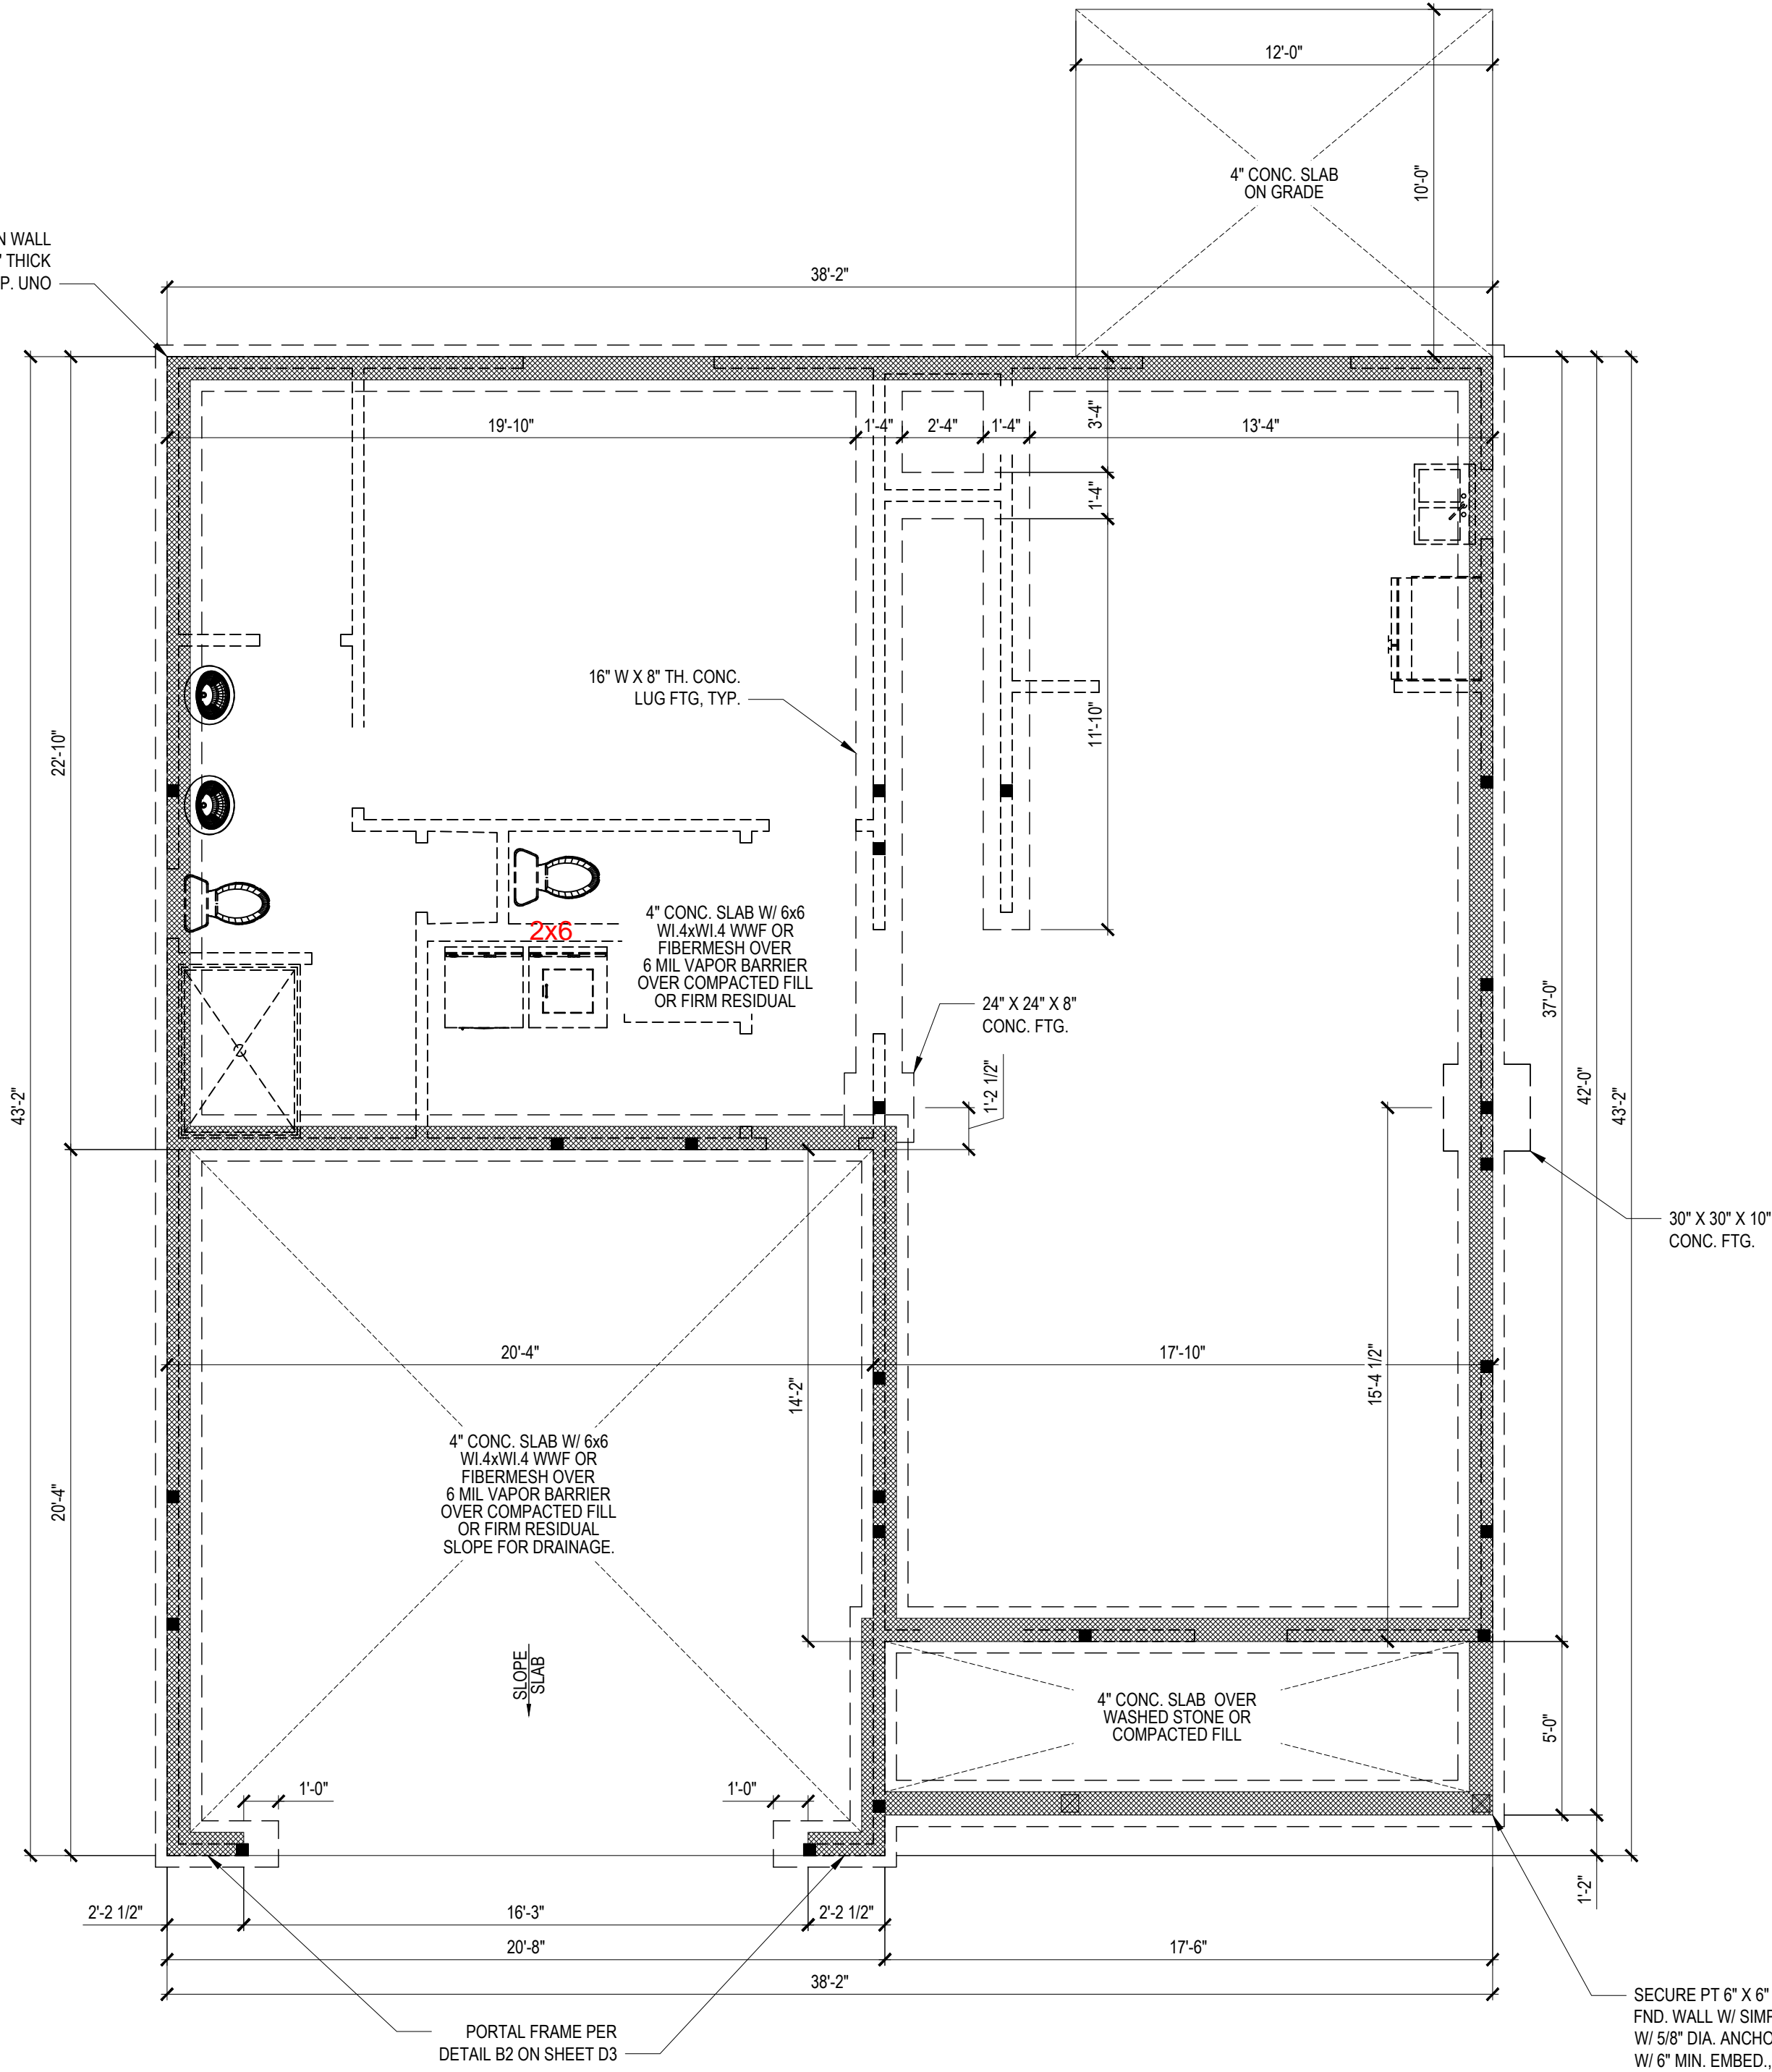 12'-0"
10'-0"
4" CONC. SLAB
ON GRADE
N WALL
" THICK
P. UNO
38'-2"
19'-10"
1'-4"
2'-4"
1'-4"
13'-4"
3'-4"
1'-4"
11'-10"
16" W X 8" TH. CONC.
LUG FTG, TYP.
22'-10"
43'-2"
2x6
4" CONC. SLAB W/ 6x6
WI.4xWI.4 WWF OR
FIBERMESH OVER
6 MIL VAPOR BARRIER
OVER COMPACTED FILL
OR FIRM RESIDUAL
24" X 24" X 8"
CONC. FTG.
1'-2 1/2"
37'-0"
42'-0"
43'-2"
30" X 30" X 10"
CONC. FTG.
20'-4"
17'-10"
14'-2"
15'-4 1/2"
20'-4"
4" CONC. SLAB W/ 6x6
WI.4xWI.4 WWF OR
FIBERMESH OVER
6 MIL VAPOR BARRIER
OVER COMPACTED FILL
OR FIRM RESIDUAL
SLOPE FOR DRAINAGE.
SLOPE
SLAB
4" CONC. SLAB OVER
WASHED STONE OR
COMPACTED FILL
5'-0"
1'-0"
1'-0"
1'-2"
2'-2 1/2"
16'-3"
2'-2 1/2"
20'-8"
17'-6"
38'-2"
PORTAL FRAME PER
DETAIL B2 ON SHEET D3
SECURE PT 6" X 6"
FND. WALL W/ SIMP
W/ 5/8" DIA. ANCHO
W/ 6" MIN. EMBED.,